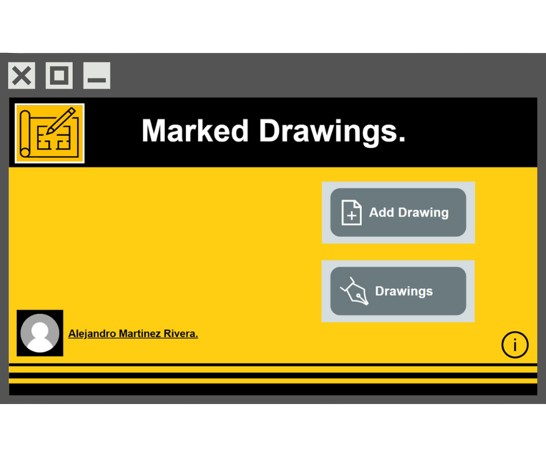 Marked Drawings.
Add Drawing
Drawings
Alejandro Martinez Rivera.
i